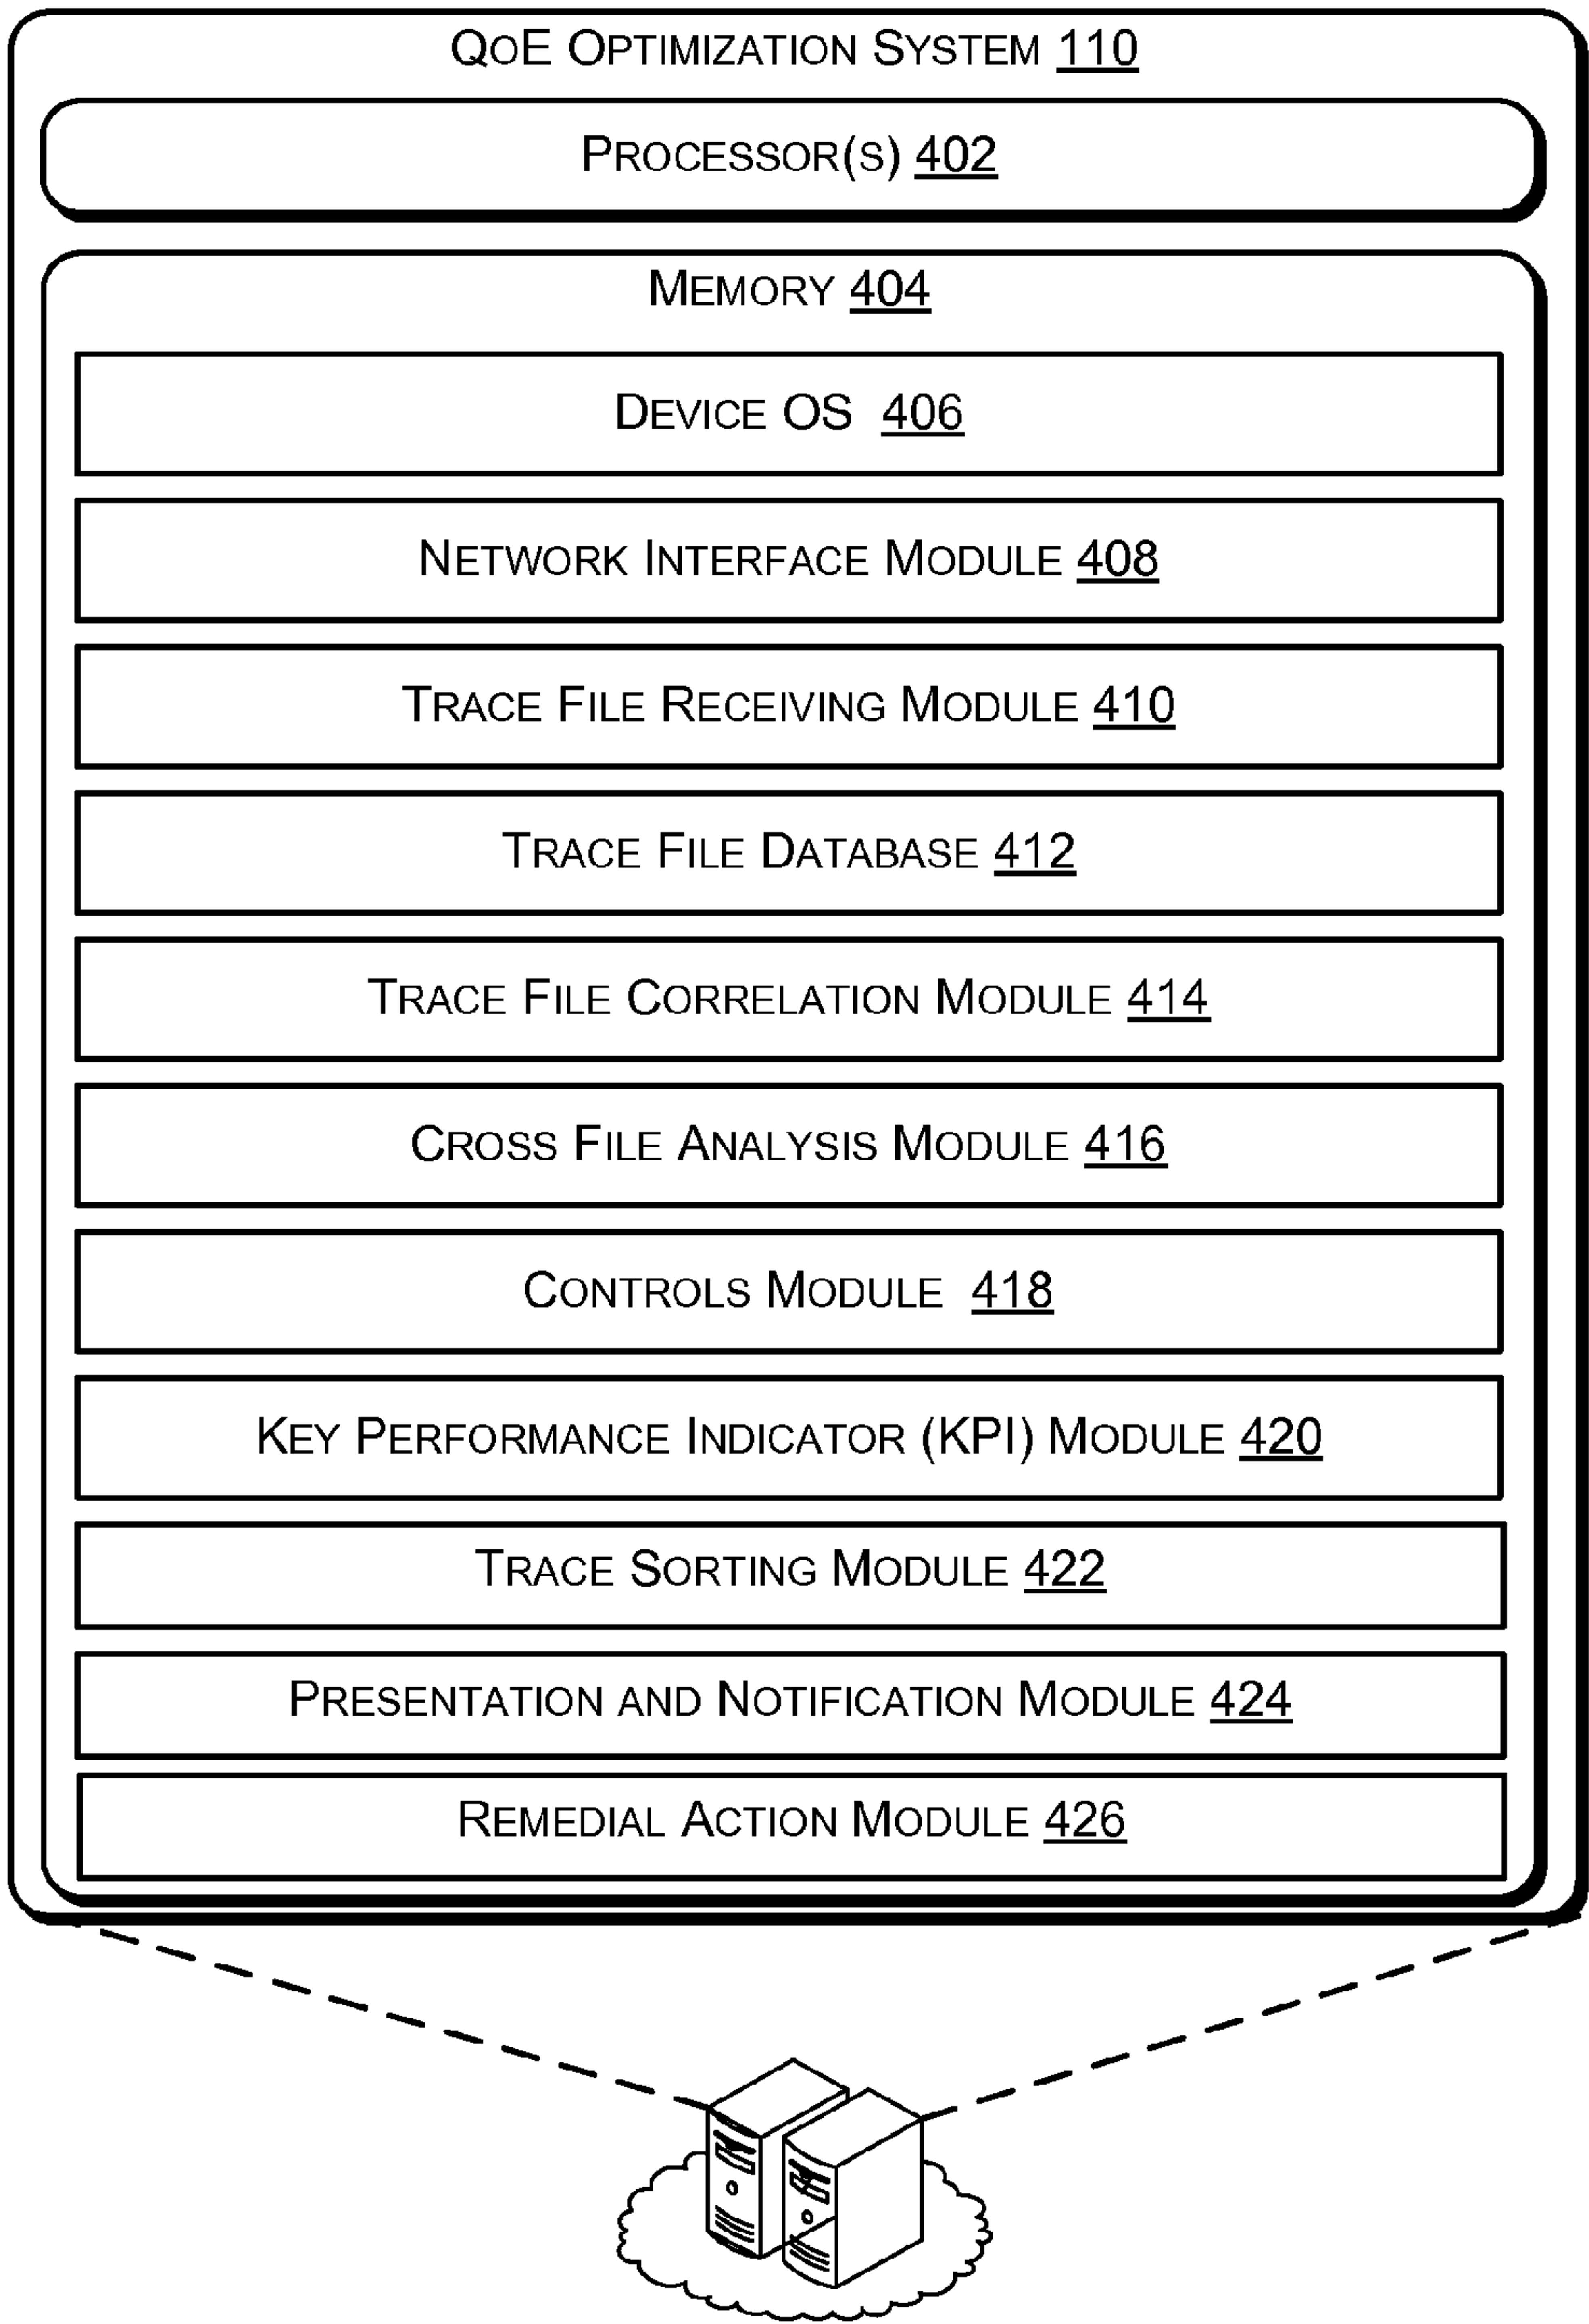 QoE Optimization System 110
Processor(s) 402
Memory 404
Device OS 406
Network Interface Module 408
Trace File Receiving Module 410
Trace File Database 412
Trace File Correlation Module 414
Cross File Analysis Module 416
Controls Module 418
Key Performance Indicator (KPI) Module 420
Trace Sorting Module 422
Presentation and Notification Module 424
Remedial Action Module 426